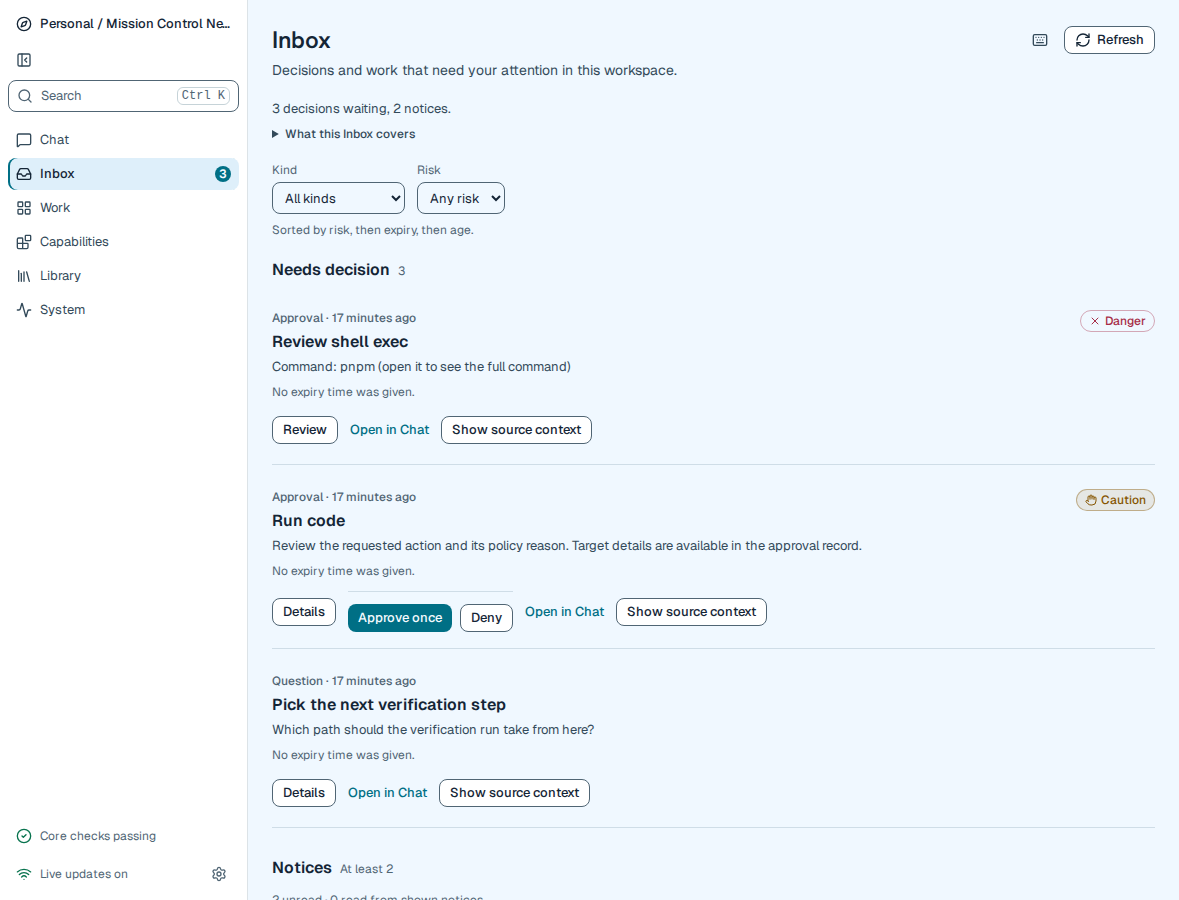 Personal / Mission Control Ne...
Search
Ctrl K
Chat
Inbox
3
Work
Capabilities
Library
System
Core checks passing
Live updates on
Inbox
Refresh
Decisions and work that need your attention in this workspace.
3 decisions waiting, 2 notices.
What this Inbox covers
Kind
Risk
All kinds
Any risk
Sorted by risk, then expiry, then age.
Needs decision 3
Approval · 17 minutes ago
Danger
Review shell exec
Command: pnpm (open it to see the full command)
No expiry time was given.
Review
Open in Chat
Show source context
Approval · 17 minutes ago
Caution
Run code
Review the requested action and its policy reason. Target details are available in the approval record.
No expiry time was given.
Details
Approve once
Deny
Open in Chat
Show source context
Question · 17 minutes ago
Pick the next verification step
Which path should the verification run take from here?
No expiry time was given.
Details
Open in Chat
Show source context
Notices At least 2
2 unread · 0 read from shown notices